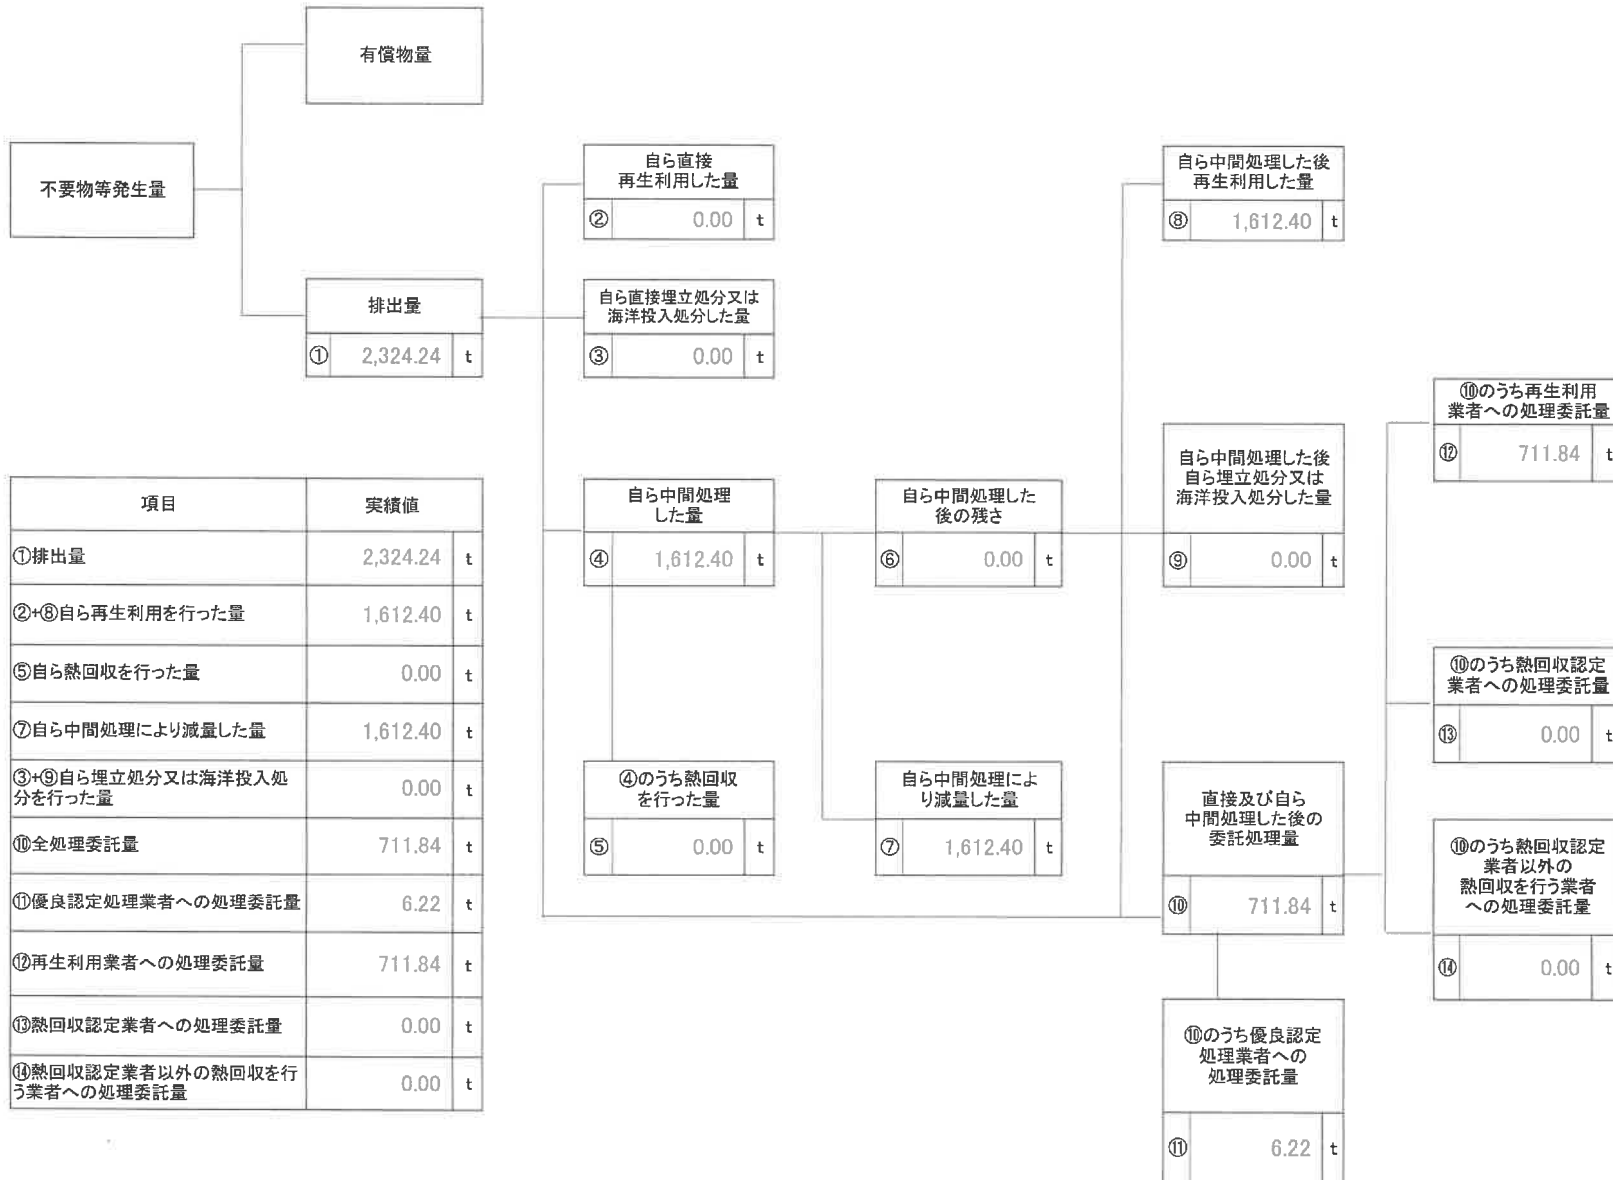 有償物量
不要物等発生量
排出量
① 2,324.24 t
自ら直接
再生利用した量
② 0.00 t
自ら直接埋立処分又は
海洋投入処分した量
③ 0.00 t
自ら中間処理
した量
④ 1,612.40 t
④のうち熱回収
を行った量
⑤ 0.00 t
自ら中間処理した
後の残さ
⑥ 0.00 t
自ら中間処理によ
り減量した量
⑦ 1,612.40 t
自ら中間処理した後
再生利用した量
⑧ 1,612.40 t
自ら中間処理した後
自ら埋立処分又は
海洋投入処分した量
⑨ 0.00 t
直接及び自ら
中間処理した後の
委託処理量
⑩ 711.84 t
⑩のうち優良認定
処理業者への
処理委託量
⑪ 6.22 t
⑩のうち再生利用
業者への処理委託量
⑫ 711.84 t
⑩のうち熱回収認定
業者への処理委託量
⑬ 0.00 t
⑩のうち熱回収認定
業者以外の
熱回収を行う業者
への処理委託量
⑭ 0.00 t
項目 実績値
①排出量 2,324.24 t
②+⑧自ら再生利用を行った量 1,612.40 t
⑤自ら熱回収を行った量 0.00 t
⑦自ら中間処理により減量した量 1,612.40 t
③+⑨自ら埋立処分又は海洋投入処
分を行った量 0.00 t
⑩全処理委託量 711.84 t
⑪優良認定処理業者への処理委託量 6.22 t
⑫再生利用業者への処理委託量 711.84 t
⑬熱回収認定業者への処理委託量 0.00 t
⑭熱回収認定業者以外の熱回収を行
う業者への処理委託量 0.00 t